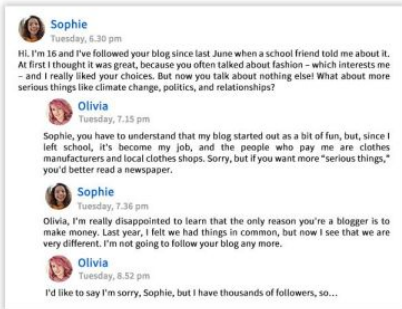 Sophie
Tuesday, 6.30 pm
Hi. I'm 16 and I've followed your blog since last June when a school friend told me about it.
At first I thought it was great, because you often talked about fashion – which interests me
– and I really liked your choices. But now you talk about nothing else! What about more
serious things like climate change, politics, and relationships?
Olivia
Tuesday, 7.15 pm
Sophie, you have to understand that my blog started out as a bit of fun, but, since I
left school, it's become my job, and the people who pay me are clothes
manufacturers and local clothes shops. Sorry, but if you want more "serious things,"
you'd better read a newspaper.
Sophie
Tuesday, 7.36 pm
Olivia, I'm really disappointed to learn that the only reason you're a blogger is to
make money. Last year, I felt we had things in common, but now I see that we are
very different. I'm not going to follow your blog any more.
Olivia
Tuesday, 8.52 pm
I'd like to say I'm sorry, Sophie, but I have thousands of followers, so...